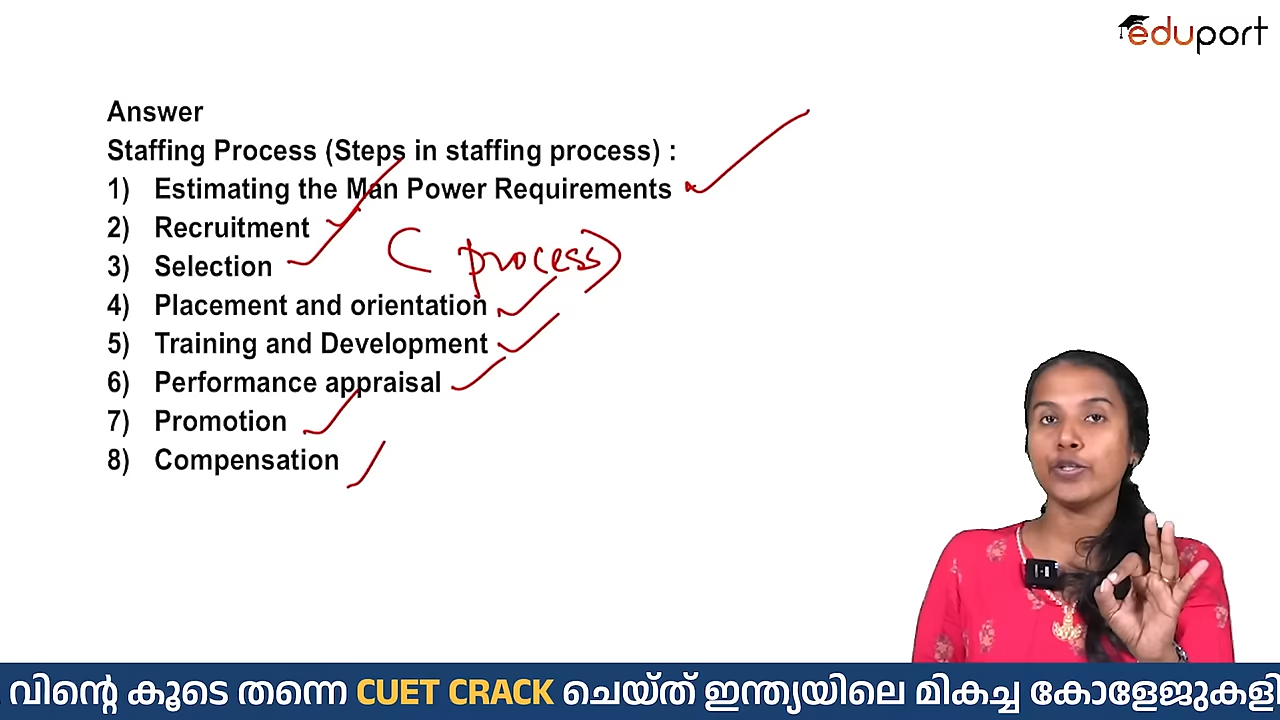 eduport
Answer
Staffing Process (Steps in staffing process) :
1) Estimating the Man Power Requirements
2) Recruitment
3) Selection
(process)
4) Placement and orientation
5) Training and Development
6) Performance appraisal
7) Promotion
8) Compensation
വിന്റെ കൂടെ തന്നെ CUET CRACK ചെയ്ത് ഇന്ത്യയിലെ മികച്ച കോളേജുകളി